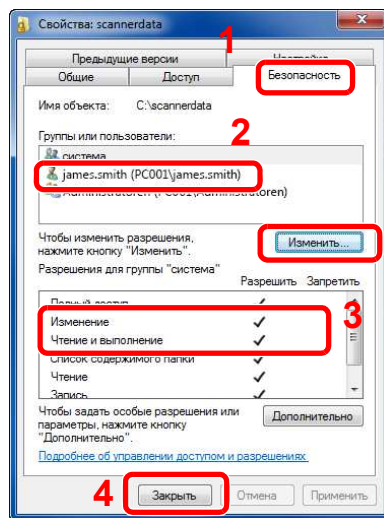 Свойства: scannerdata
1
Предыдущие версии
Настройка
Общие
Доступ
Безопасность
Имя объекта: C:\scannerdata
2
Группы или пользователи:
система
james.smith (PC001\james.smith)
Administratoren (PC001\Administratoren)
Чтобы изменить разрешения,
нажмите кнопку "Изменить".
Изменить...
Разрешения для группы "система"
Разрешить Запретить
3
Полный доступ
Изменение
Чтение и выполнение
Список содержимого папки
Чтение
Запись
Чтобы задать особые разрешения или
параметры, нажмите кнопку
"Дополнительно".
Дополнительно
Подробнее об управлении доступом и разрешениях
4
Закрыть
Отмена
Применить